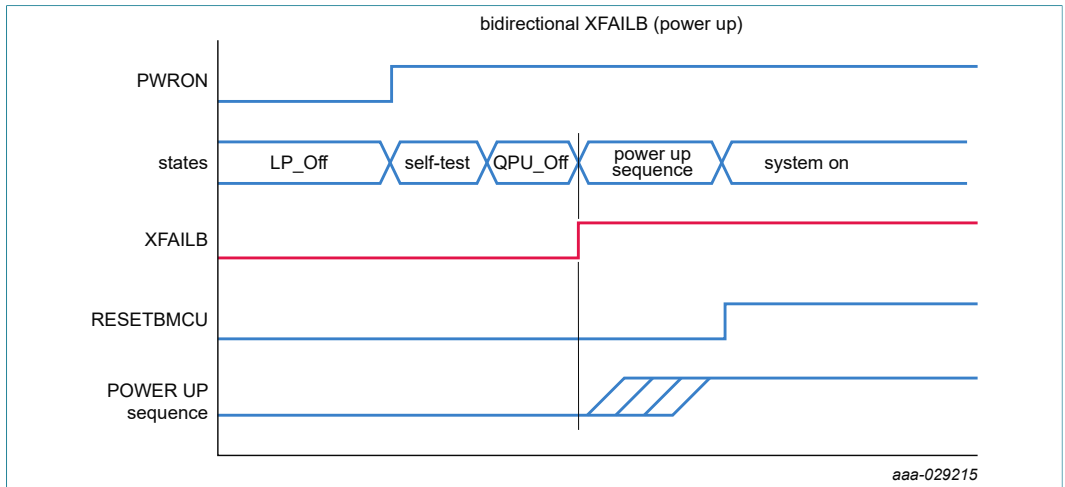 bidirectional XFAILB (power up)
PWRON
states
LP_Off
self-test
QPU_Off
power up
sequence
system on
XFAILB
RESETBMCU
POWER UP
sequence
aaa-029215